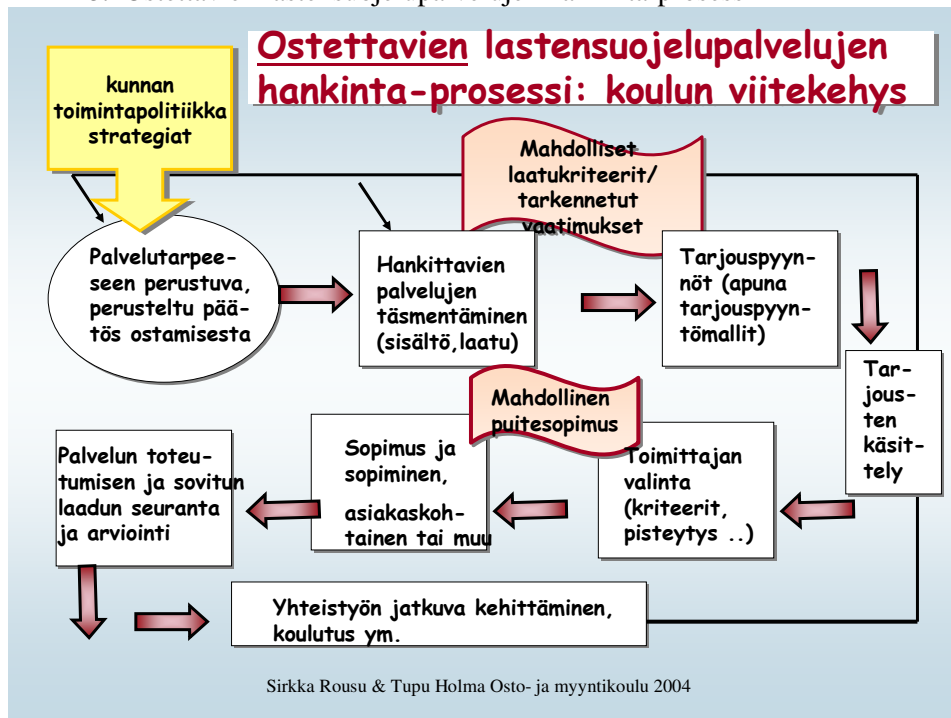 Ostettavien lastensuojelupalvelujen
hankinta-prosessi: koulun viitekehys
kunnan
toimintapolitiikka
strategiat
Mahdolliset
laatukriteerit/
tarkennetut
vaatimukset
Palvelutarpee-
seen perustuva,
perusteltu pää-
tös ostamisesta
Hankittavien
palvelujen
täsmentäminen
(sisältö,laatu)
Tarjouspyyn-
nöt (apuna
tarjouspyyn-
tömallit)
Tar-
jous-
ten
käsit-
tely
Mahdollinen
puitesopimus
Toimittajan
valinta
(kriteerit,
pisteytys ..)
Sopimus ja
sopiminen,
asiakaskoh-
tainen tai muu
Palvelun toteu-
tumisen ja sovitun
laadun seuranta
ja arviointi
Yhteistyön jatkuva kehittäminen,
koulutus ym.
Sirkka Rousu & Tupu Holma Osto- ja myyntikoulu 2004